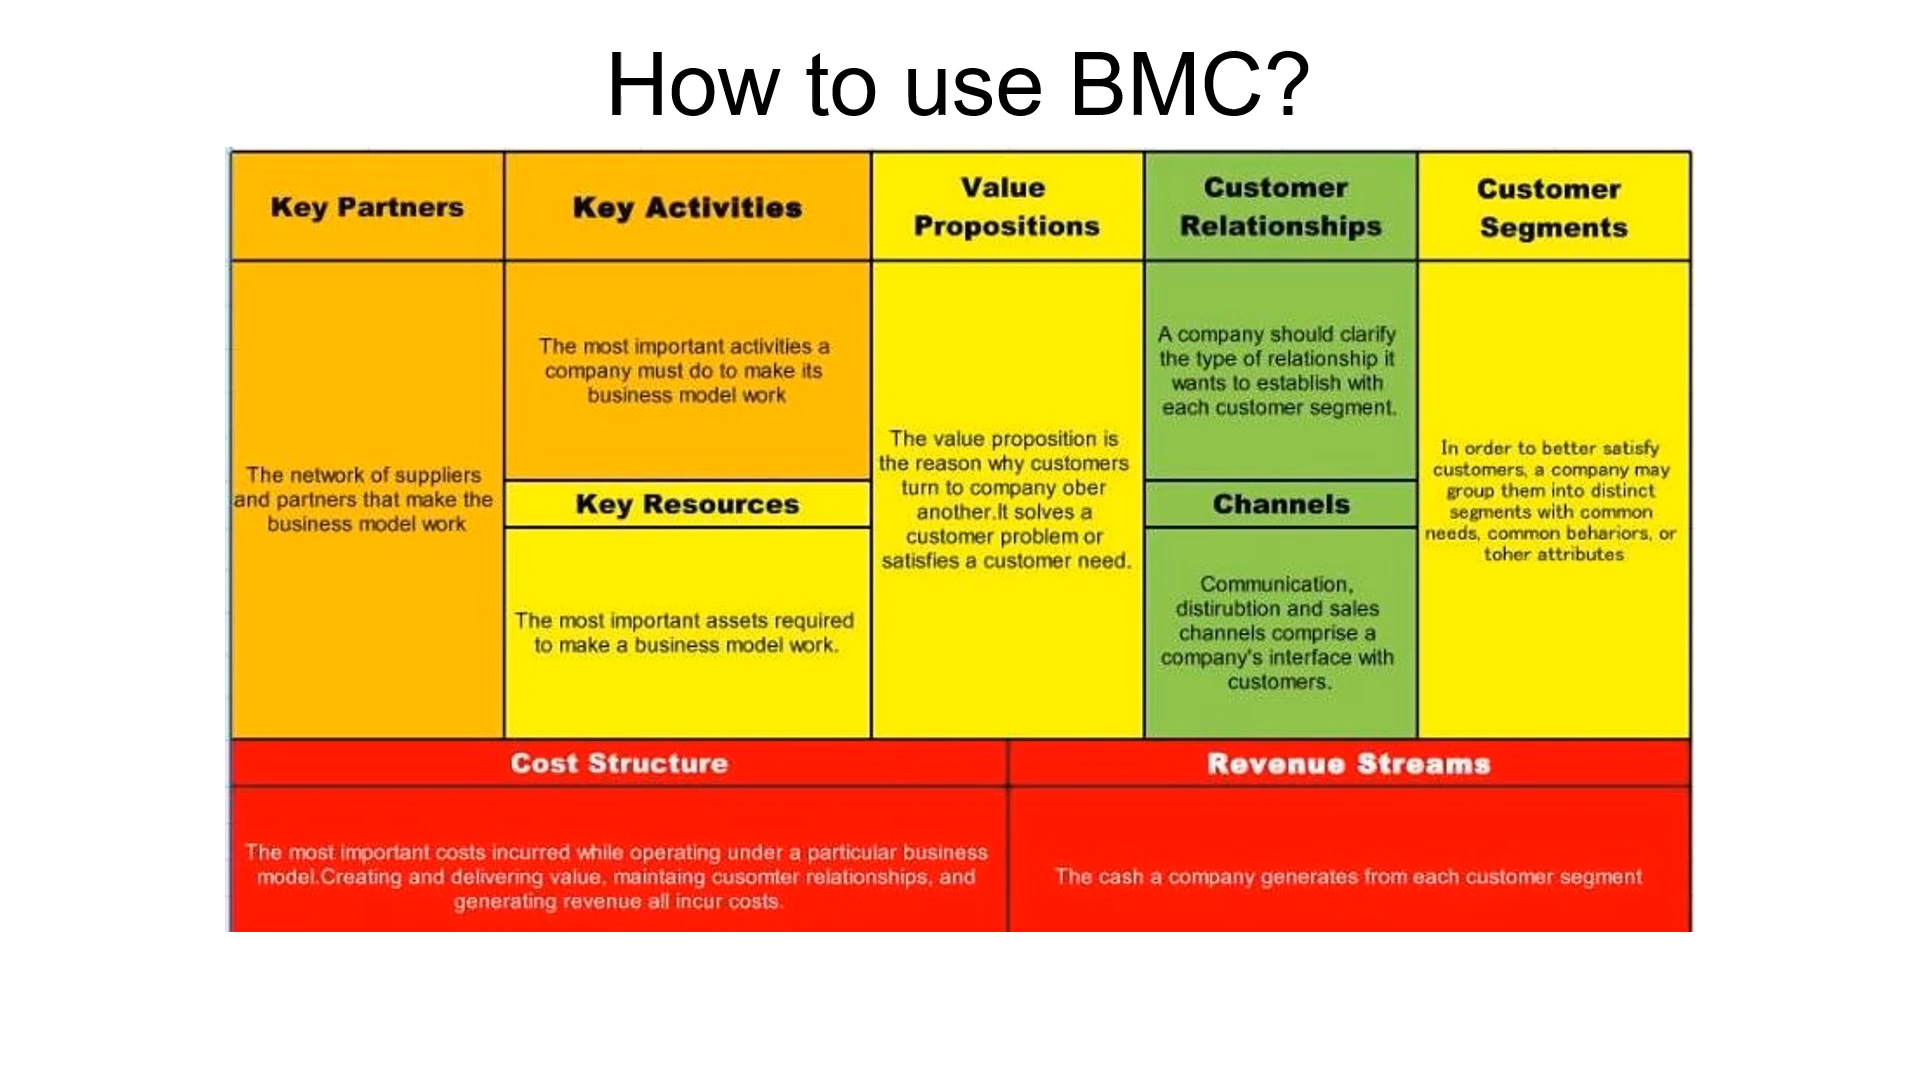 How to use BMC?
Key Partners
Key Activities
Value
Propositions
Customer
Relationships
Customer
Segments
The network of suppliers
and partners that make the
business model work
The most important activities a
company must do to make its
business model work
Key Resources
The most important assets required
to make a business model work.
The value proposition is
the reason why customers
turn to company ober
another.It solves a
customer problem or
satisfies a customer need.
A company should clarify
the type of relationship it
wants to establish with
each customer segment.
Channels
Communication,
distirubtion and sales
channels comprise a
company's interface with
customers.
In order to better satisfy
customers, a company may
group them into distinct
segments with common
needs, common behariors, or
toher attributes
Cost Structure
The most important costs incurred while operating under a particular business
model.Creating and delivering value, maintaing cusomter relationships, and
generating revenue all incur costs.
Revenue Streams
The cash a company generates from each customer segment